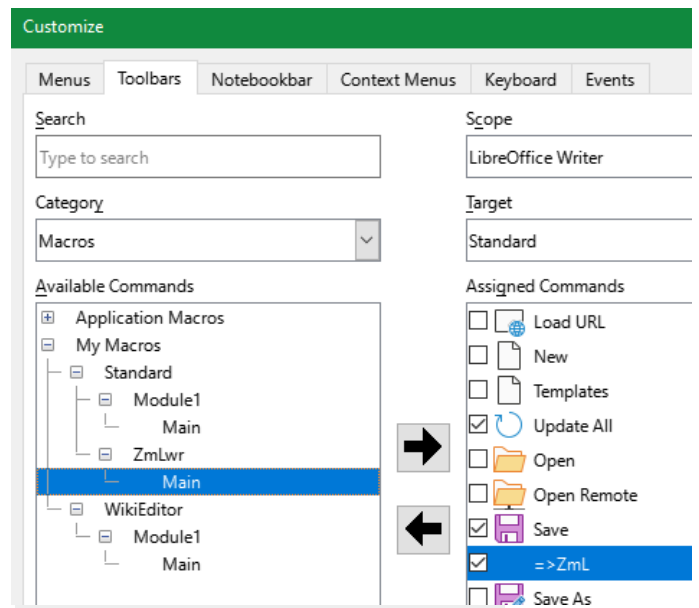 Customize
Menus Toolbars Notebookbar Context Menus Keyboard Events
Search
Type to search
Category
Macros
Available Commands
Application Macros
My Macros
Standard
Module1
Main
ZmLwr
Main
WikiEditor
Module1
Main
Scope
LibreOffice Writer
Target
Standard
Assigned Commands
Load URL
New
Templates
Update All
Open
Open Remote
Save
=>ZmL
Save As